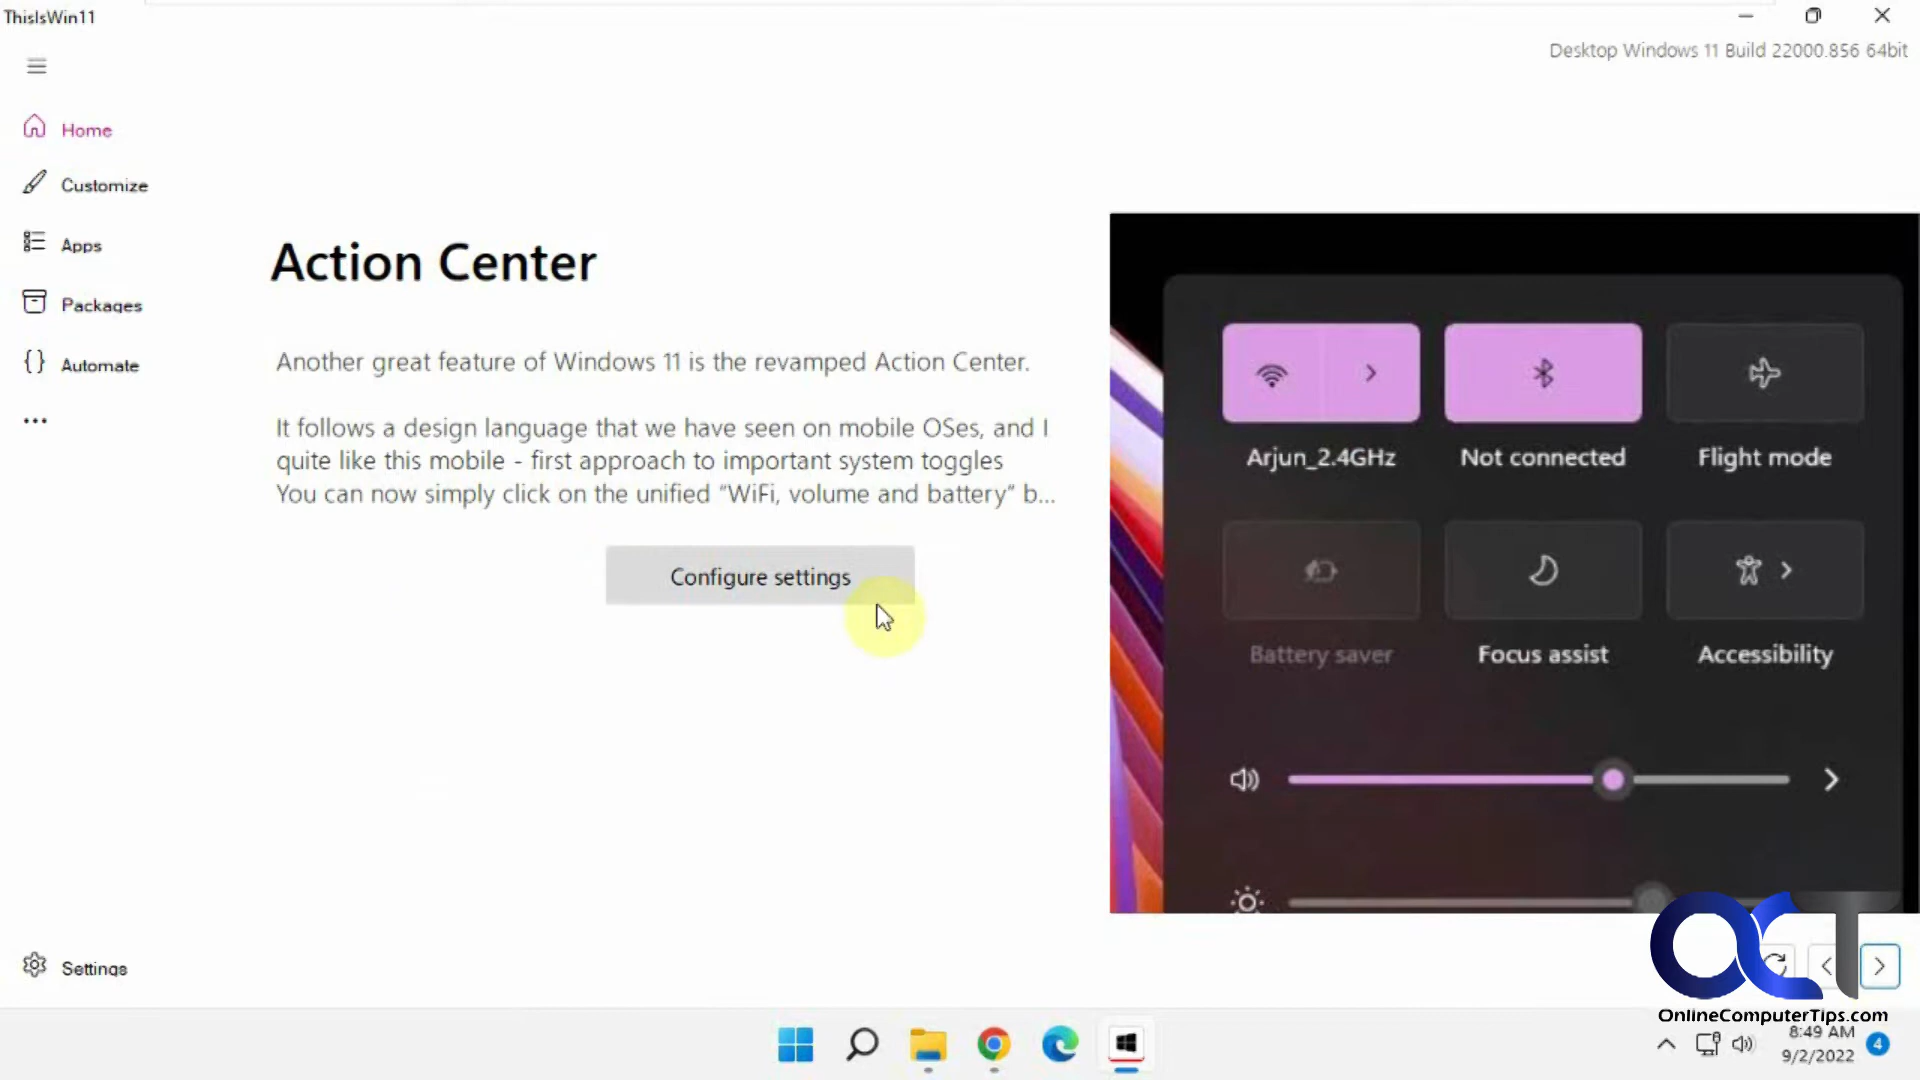 ThisIsWin11
Desktop Windows 11 Build 22000.856 64bit
Home
Customize
Apps
Packages
Automate
Settings
Action Center
Another great feature of Windows 11 is the revamped Action Center.
It follows a design language that we have seen on mobile OSes, and I
quite like this mobile - first approach to important system toggles
You can now simply click on the unified “WiFi, volume and battery” b...
Configure settings
Arjun_2.4GHz
Not connected
Flight mode
Battery saver
Focus assist
Accessibility
OCT
OnlineComputerTips.com
8:49 AM
9/2/2022
4